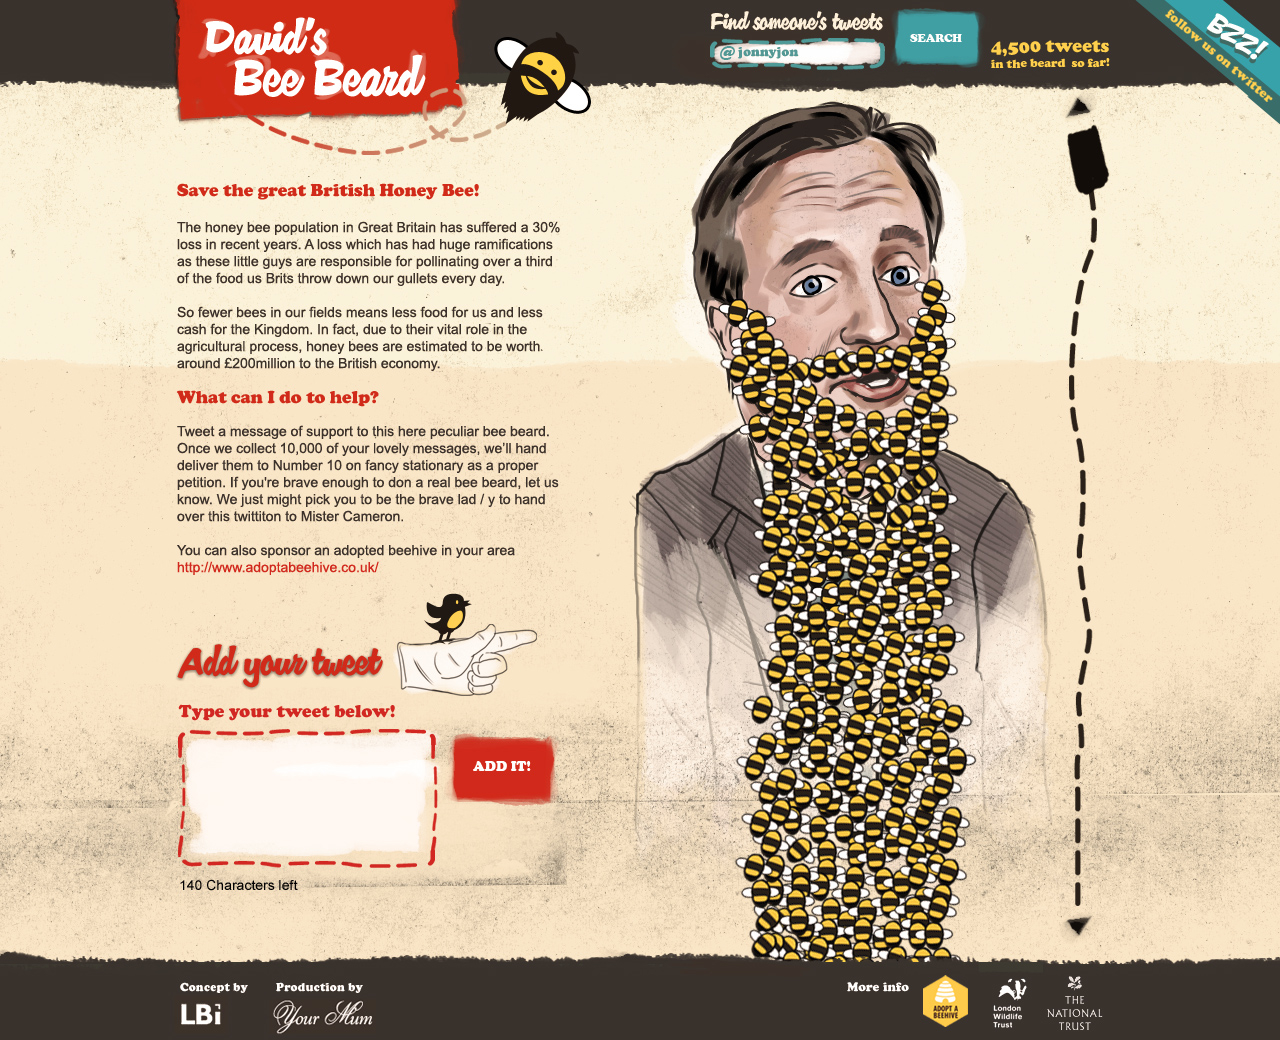 David's
Bee Beard
Find someone's tweets
@ jonnyjon
SEARCH
4,500 tweets
in the beard so far!
BZZ!
follow us on twitter
Save the great British Honey Bee!
The honey bee population in Great Britain has suffered a 30%
loss in recent years. A loss which has had huge ramifications
as these little guys are responsible for pollinating over a third
of the food us Brits throw down our gullets every day.
So fewer bees in our fields means less food for us and less
cash for the Kingdom. In fact, due to their vital role in the
agricultural process, honey bees are estimated to be worth
around £200million to the British economy.
What can I do to help?
Tweet a message of support to this here peculiar bee beard.
Once we collect 10,000 of your lovely messages, we'll hand
deliver them to Number 10 on fancy stationary as a proper
petition. If you're brave enough to don a real bee beard, let us
know. We just might pick you to be the brave lad / y to hand
over this twittiton to Mister Cameron.
You can also sponsor an adopted beehive in your area
http://www.adoptabeehive.co.uk/
Add your tweet
Type your tweet below!
ADD IT!
140 Characters left
Concept by
LBi
Production by
Your Mum
More info
ADOPT A
BEEHIVE
London
Wildlife
Trust
THE
NATIONAL
TRUST